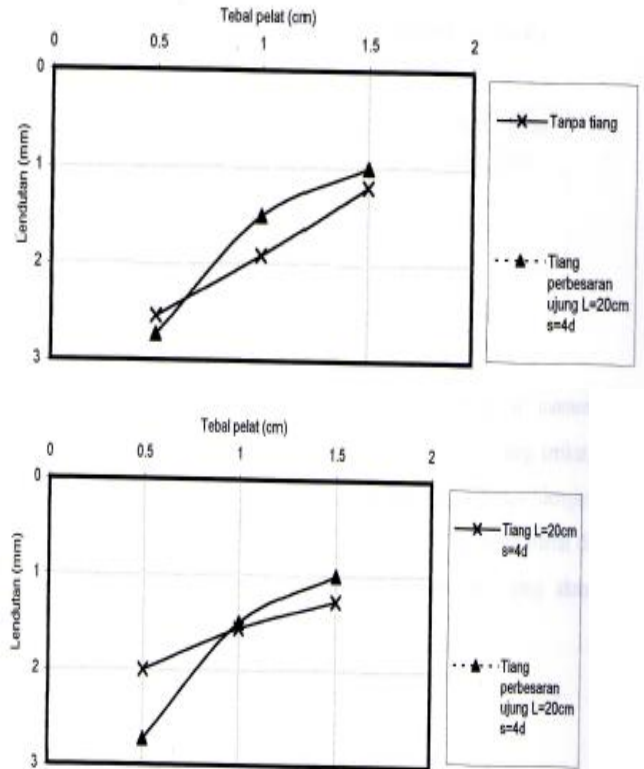 Tebal pelat (cm)
0 0.5 1 1.5 2
0
1
2
3
Lendutan (mm)
Tanpa tiang
Tiang
perbesaran
ujung L=20cm
s=4d
Tebal pelat (cm)
0 0.5 1 1.5 2
0
1
2
3
Lendutan (mm)
Tiang L=20cm
s=4d
Tiang
perbesaran
ujung L=20cm
s=4d